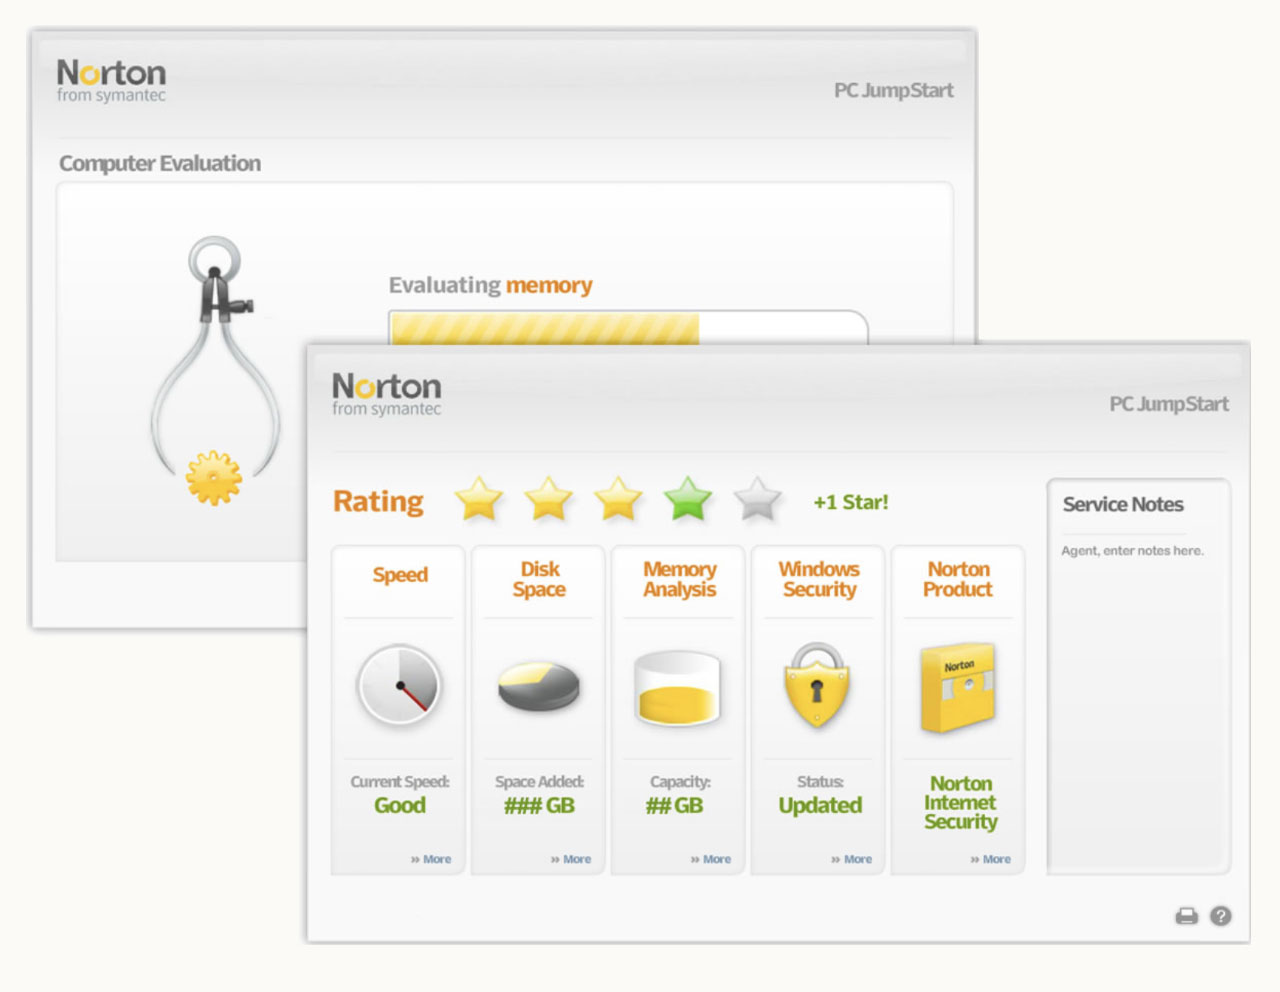 Norton
from symantec
PC JumpStart
Computer Evaluation
Evaluating memory
Norton
from symantec
PC JumpStart
Rating
+1 Star!
Speed
Current Speed:
Good
» More
Disk
Space
Space Added:
### GB
» More
Memory
Analysis
Capacity:
## GB
» More
Windows
Security
Status:
Updated
» More
Norton
Product
Norton
Norton
Internet
Security
» More
Service Notes
Agent, enter notes here.
?